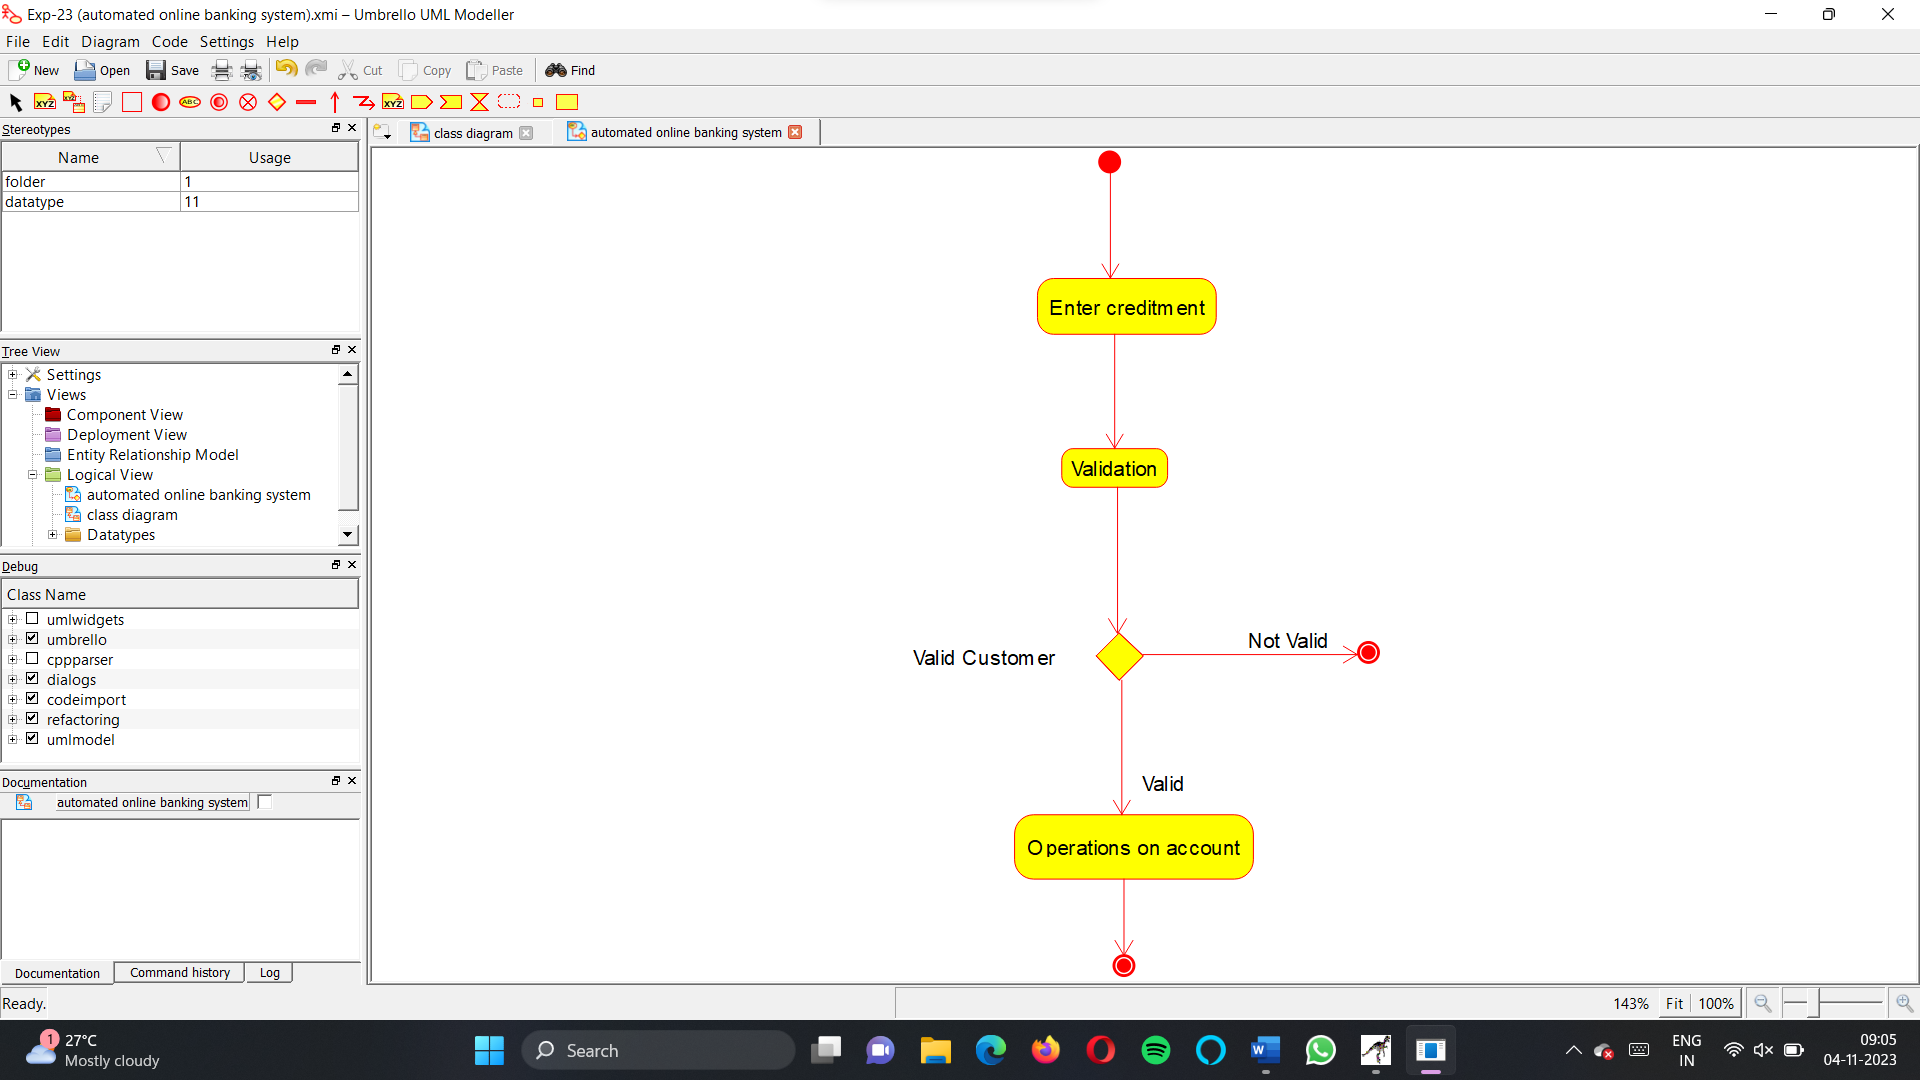 Exp-23 (automated online banking system).xmi – Umbrello UML Modeller
File Edit Diagram Code Settings Help
New Open Save Cut Copy Paste Find
XYZ XYZ ABC XYZ
Stereotypes
Name Usage
folder 1
datatype 11
Tree View
Settings
Views
Component View
Deployment View
Entity Relationship Model
Logical View
automated online banking system
class diagram
Datatypes
Debug
Class Name
umlwidgets
umbrello
cppparser
dialogs
codeimport
refactoring
umlmodel
Documentation
automated online banking system
Documentation Command history Log
class diagram automated online banking system
Enter creditment
Validation
Valid Customer
Not Valid
Valid
Operations on account
Ready.
143% Fit 100%
1
27°C
Mostly cloudy
Search
W
ENG
IN
09:05
04-11-2023